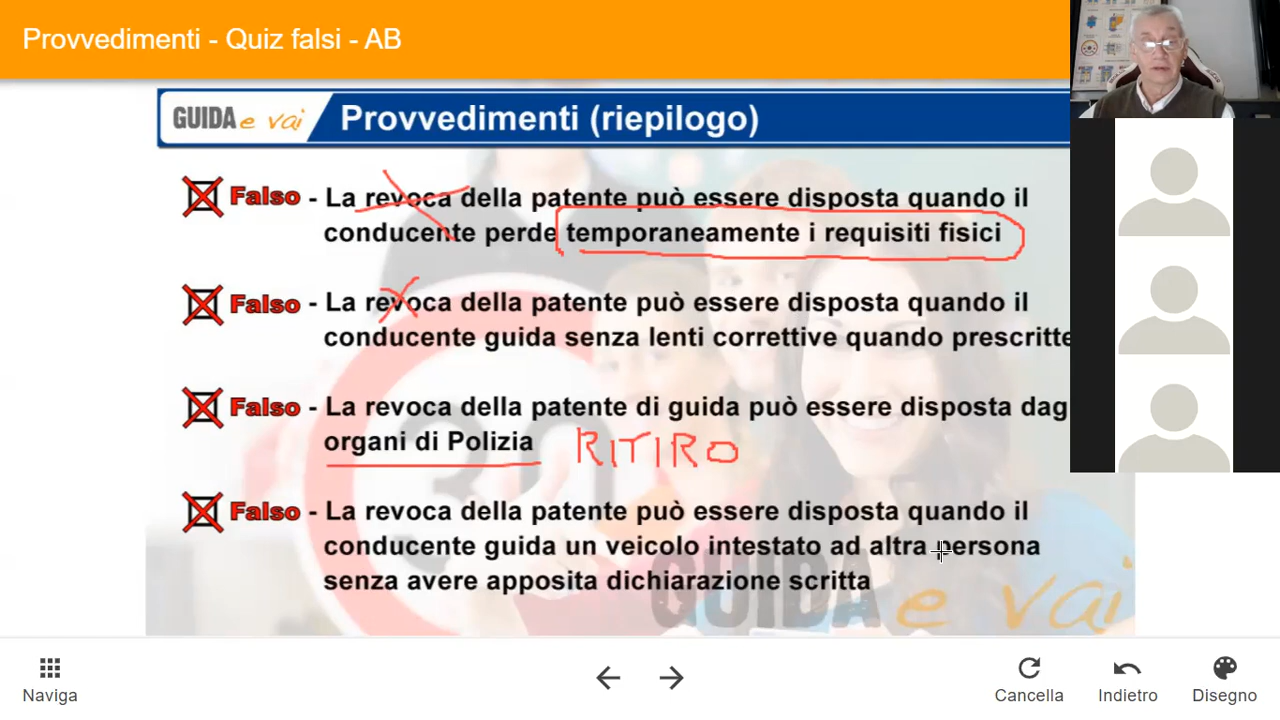 Provvedimenti - Quiz falsi - AB
GUIDA e vai
Provvedimenti (riepilogo)
Falso - La revoca della patente può essere disposta quando il
conducente perde temporaneamente i requisiti fisici
Falso - La revoca della patente può essere disposta quando il
conducente guida senza lenti correttive quando prescritte
Falso - La revoca della patente di guida può essere disposta dag
organi di Polizia RITIRO
Falso - La revoca della patente può essere disposta quando il
conducente guida un veicolo intestato ad altra persona
senza avere apposita dichiarazione scritta
GUIDA e vai
Naviga
Cancella
Indietro
Disegno